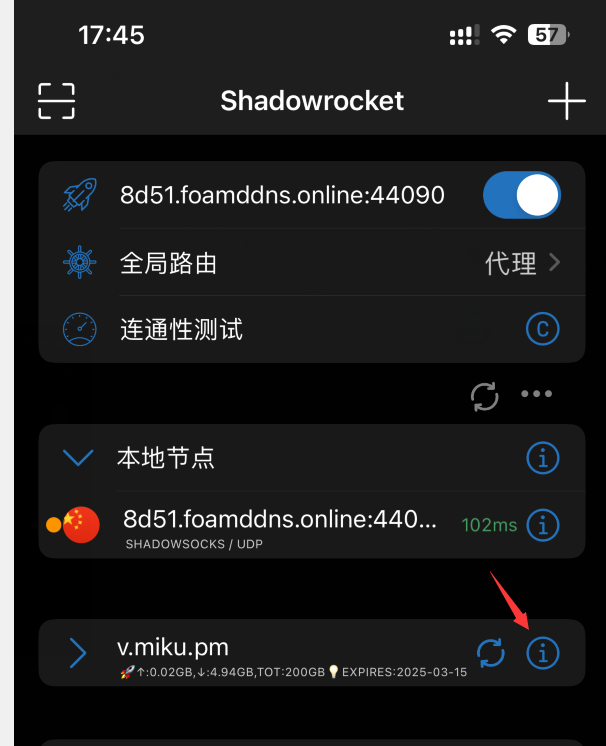 17:45
57
Shadowrocket
8d51.foamddns.online:44090
全局路由 代理
连通性测试
C
本地节点
8d51.foamddns.online:440... 102ms
SHADOWSOCKS / UDP
v.miku.pm
🚀↑:0.02GB,↓:4.94GB,TOT:200GB💡EXPIRES:2025-03-15